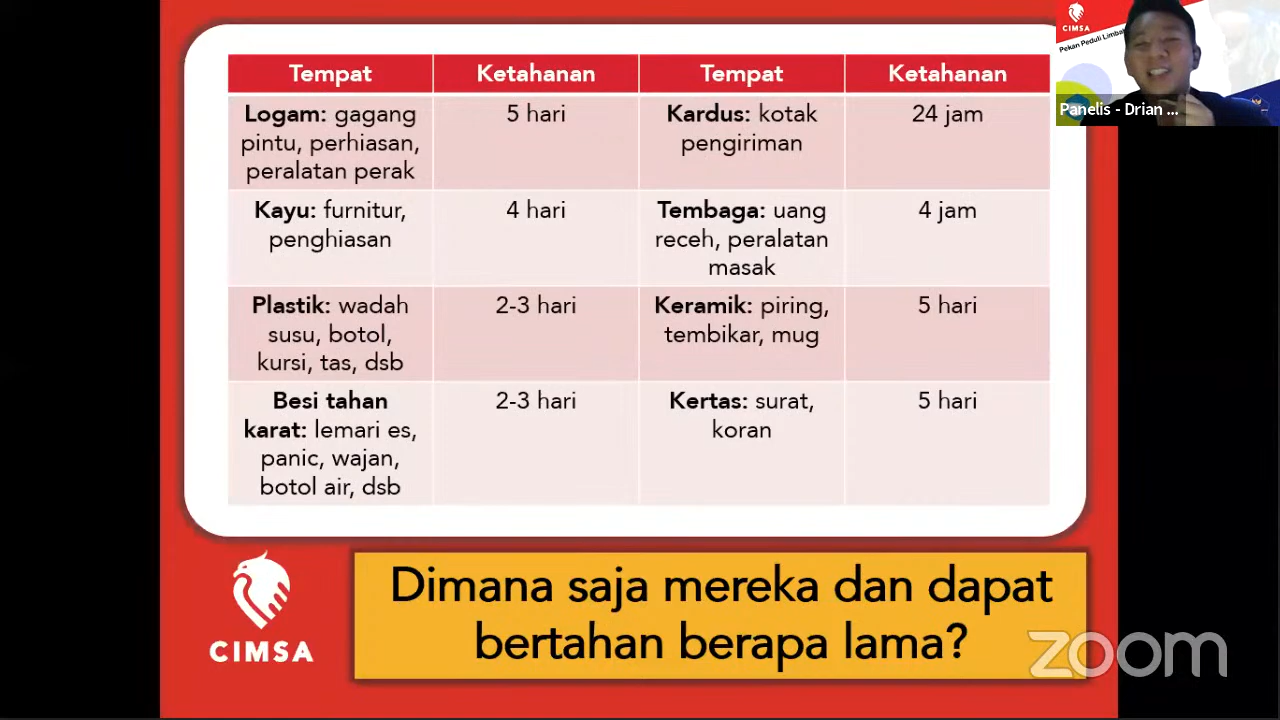 Tempat
Ketahanan
Tempat
Ketahanan
Logam: gagang
pintu, perhiasan,
peralatan perak
5 hari
Kardus: kotak
pengiriman
24 jam
Kayu: furnitur,
penghiasan
4 hari
Tembaga: uang
receh, peralatan
masak
4 jam
Plastik: wadah
susu, botol,
kursi, tas, dsb
2-3 hari
Keramik: piring,
tembikar, mug
5 hari
Besi tahan
karat: lemari es,
panic, wajan,
botol air, dsb
2-3 hari
Kertas: surat,
koran
5 hari
CIMSA
Dimana saja mereka dan dapat
bertahan berapa lama?
zoom
CIMSA
Pekan Peduli
Panelis - Drian ...